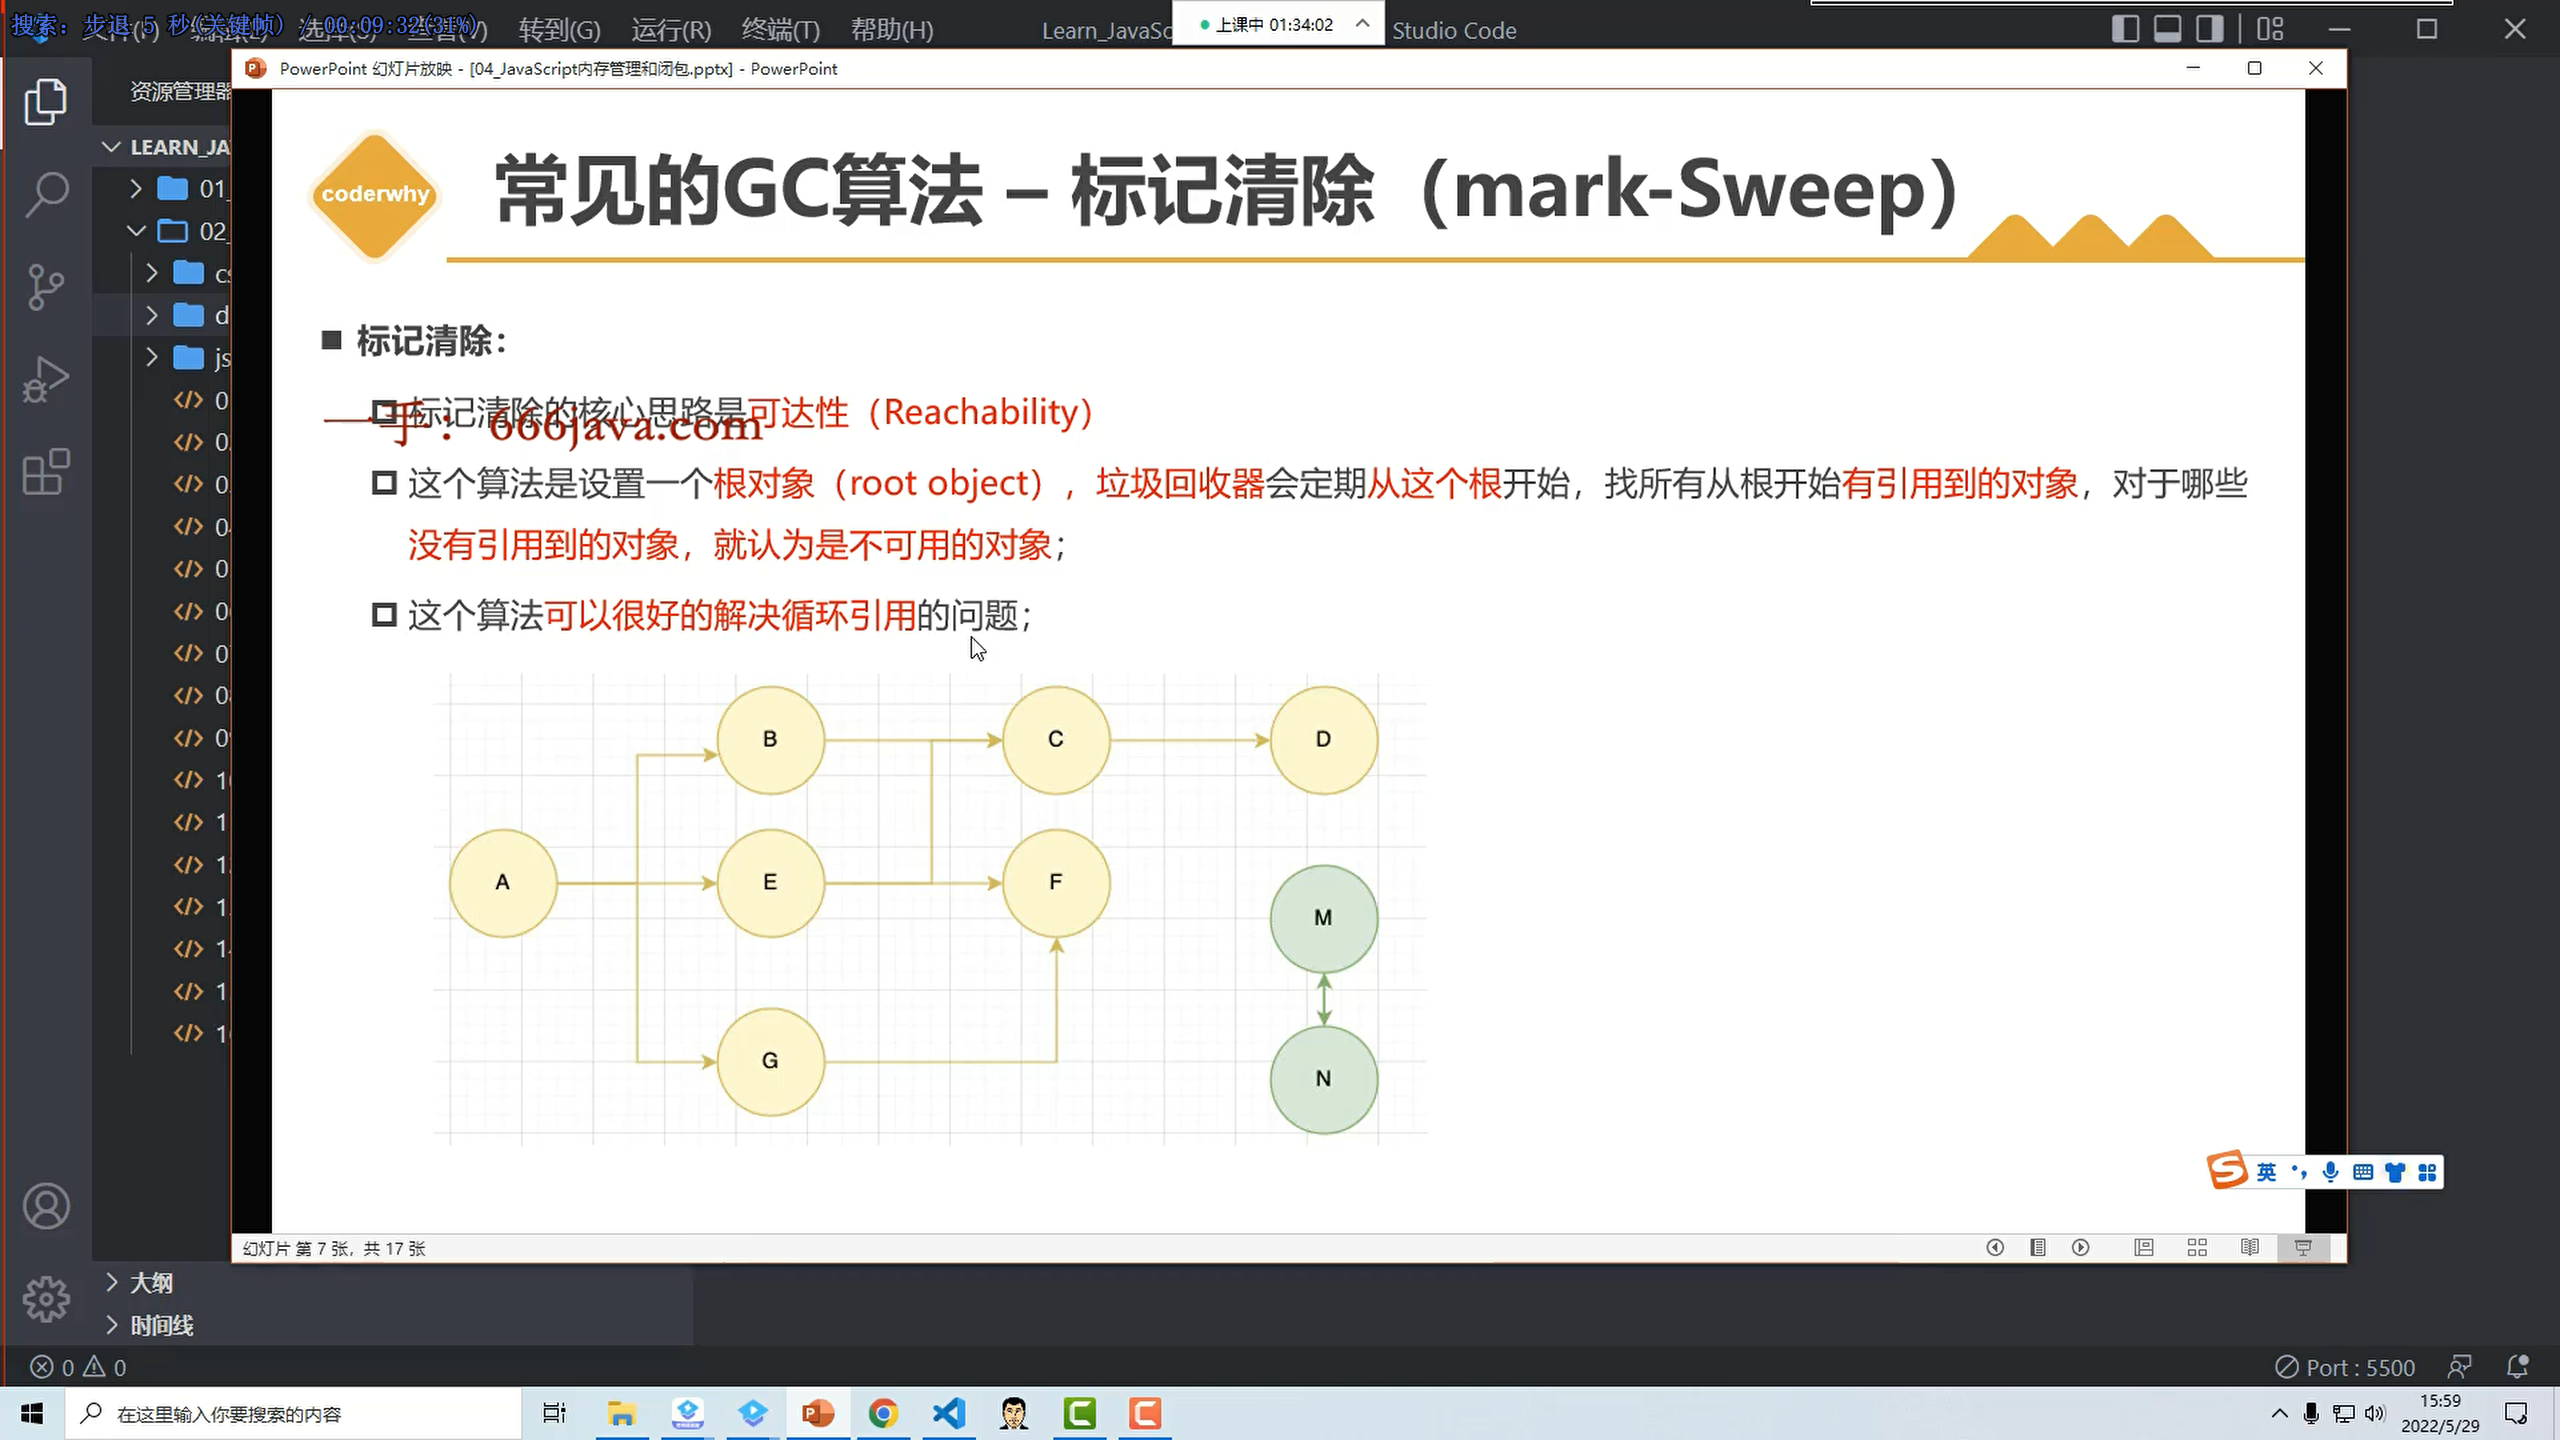 搜索: 步退 5 秒(关键帧) / 00:09:32(31%)
转到(G) 运行(R) 终端(T) 帮助(H)
上课中 01:34:02
Studio Code
PowerPoint 幻灯片放映 - [04_JavaScript内存管理和闭包.pptx] - PowerPoint
资源管理器
LEARN_JA
01_
02_
cs
d
js
coderwhy
常见的GC算法 – 标记清除（mark-Sweep）
标记清除：
标记清除的核心思路是可达性（Reachability）
一手：666java.com
这个算法是设置一个根对象（root object），垃圾回收器会定期从这个根开始，找所有从根开始有引用到的对象，对于哪些
没有引用到的对象，就认为是不可用的对象；
这个算法可以很好的解决循环引用的问题；
B
C
D
A
E
F
M
G
N
英
幻灯片 第 7 张，共 17 张
大纲
时间线
0 0
Port : 5500
在这里输入你要搜索的内容
15:59
2022/5/29